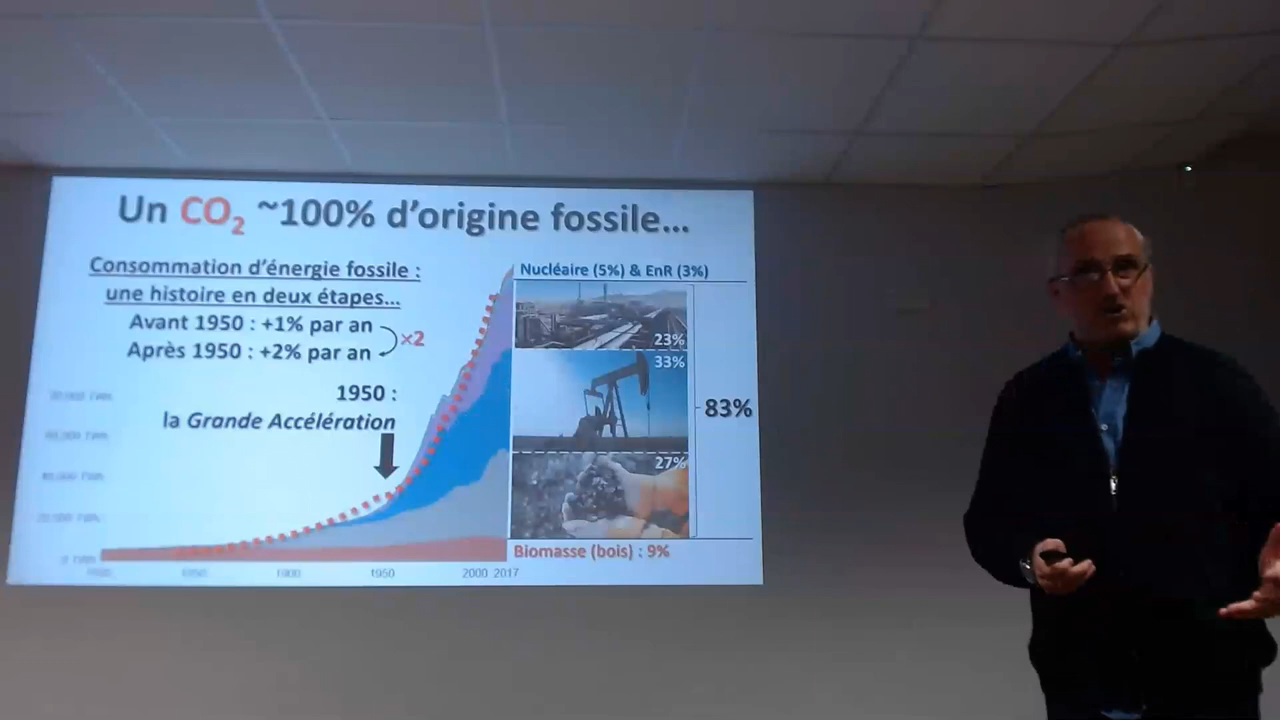 Un CO₂ ~100% d'origine fossile...
Consommation d'énergie fossile :
une histoire en deux étapes...
Avant 1950 : +1% par an
Après 1950 : +2% par an
×2
1950 :
la Grande Accélération
Nucléaire (5%) & EnR (3%)
23%
33%
83%
27%
Biomasse (bois) : 9%
0 TWh
1900
1950
2000 2017